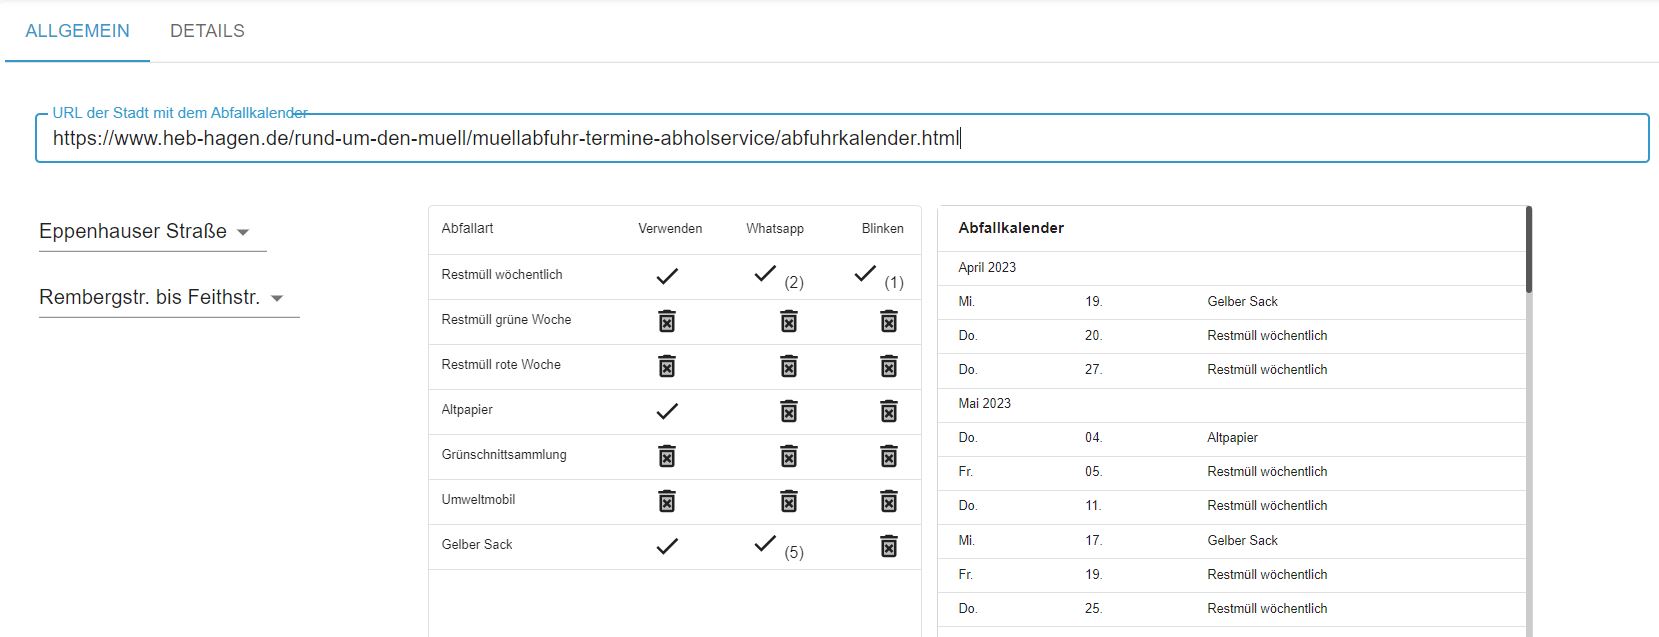 ALLGEMEIN DETAILS
URL der Stadt mit dem Abfallkalender
https://www.heb-hagen.de/rund-um-den-muell/muellabfuhr-termine-abholservice/abfuhrkalender.html
Eppenhauser Straße
Rembergstr. bis Feithstr.
Abfallart Verwenden Whatsapp Blinken
Restmüll wöchentlich (2) (1)
Restmüll grüne Woche
Restmüll rote Woche
Altpapier
Grünschnittsammlung
Umweltmobil
Gelber Sack (5)
Abfallkalender
April 2023
Mi. 19. Gelber Sack
Do. 20. Restmüll wöchentlich
Do. 27. Restmüll wöchentlich
Mai 2023
Do. 04. Altpapier
Fr. 05. Restmüll wöchentlich
Do. 11. Restmüll wöchentlich
Mi. 17. Gelber Sack
Fr. 19. Restmüll wöchentlich
Do. 25. Restmüll wöchentlich